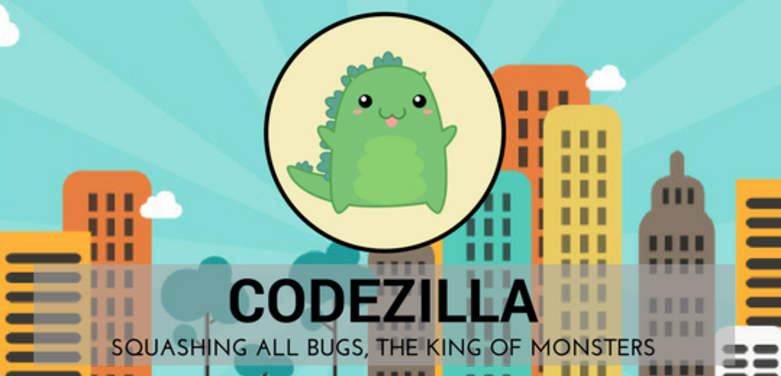 CODEZILLA
SQUASHING ALL BUGS, THE KING OF MONSTERS